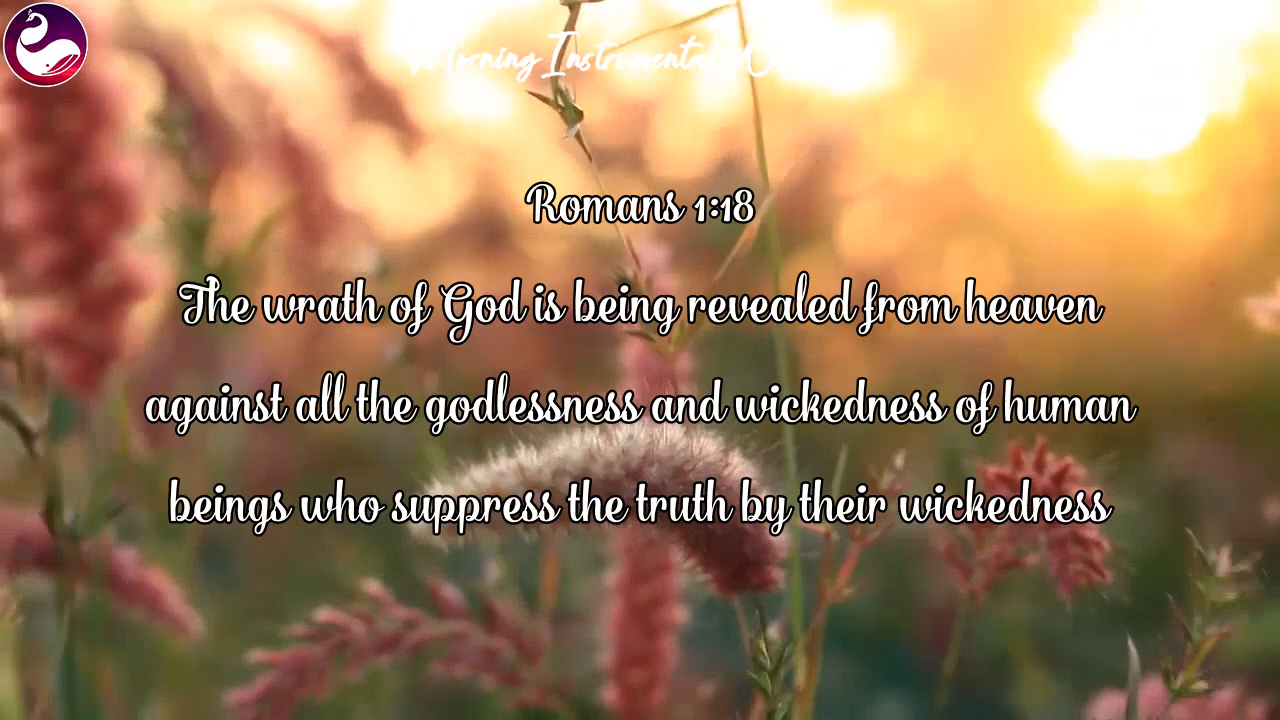 Morning Instrumental
Romans 1:18
The wrath of God is being revealed from heaven
against all the godlessness and wickedness of human
beings who suppress the truth by their wickedness